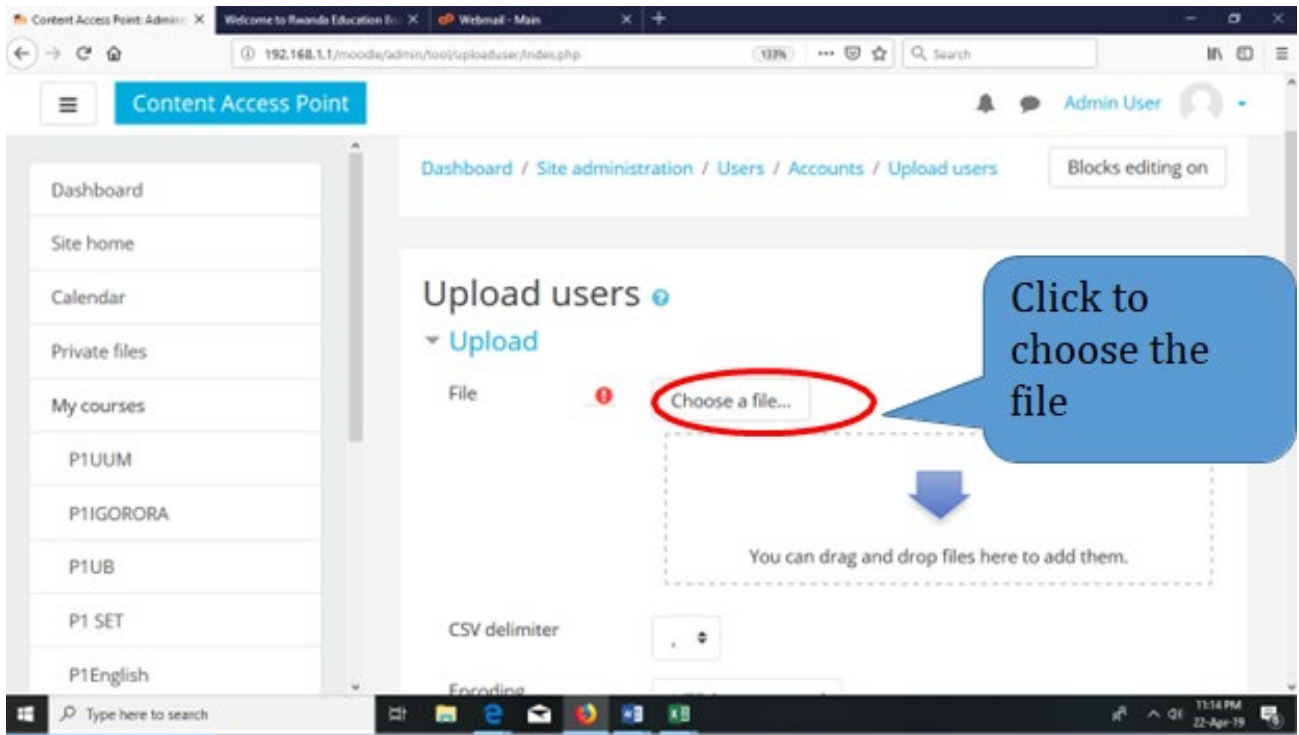 Content Access Point: Admini
Welcome to Rwanda Education Bo
Webmail - Main
192.168.1.1/moodle/admin/tool/uploaduser/index.php
133%
Search
Content Access Point
Admin User
Dashboard / Site administration / Users / Accounts / Upload users
Blocks editing on
Dashboard
Site home
Calendar
Private files
My courses
P1UUM
P1IGORORA
P1UB
P1 SET
P1English
Upload users
Upload
File
Choose a file...
Click to
choose the
file
You can drag and drop files here to add them.
CSV delimiter
,
Encoding
Type here to search
11:14 PM
22-Apr-19